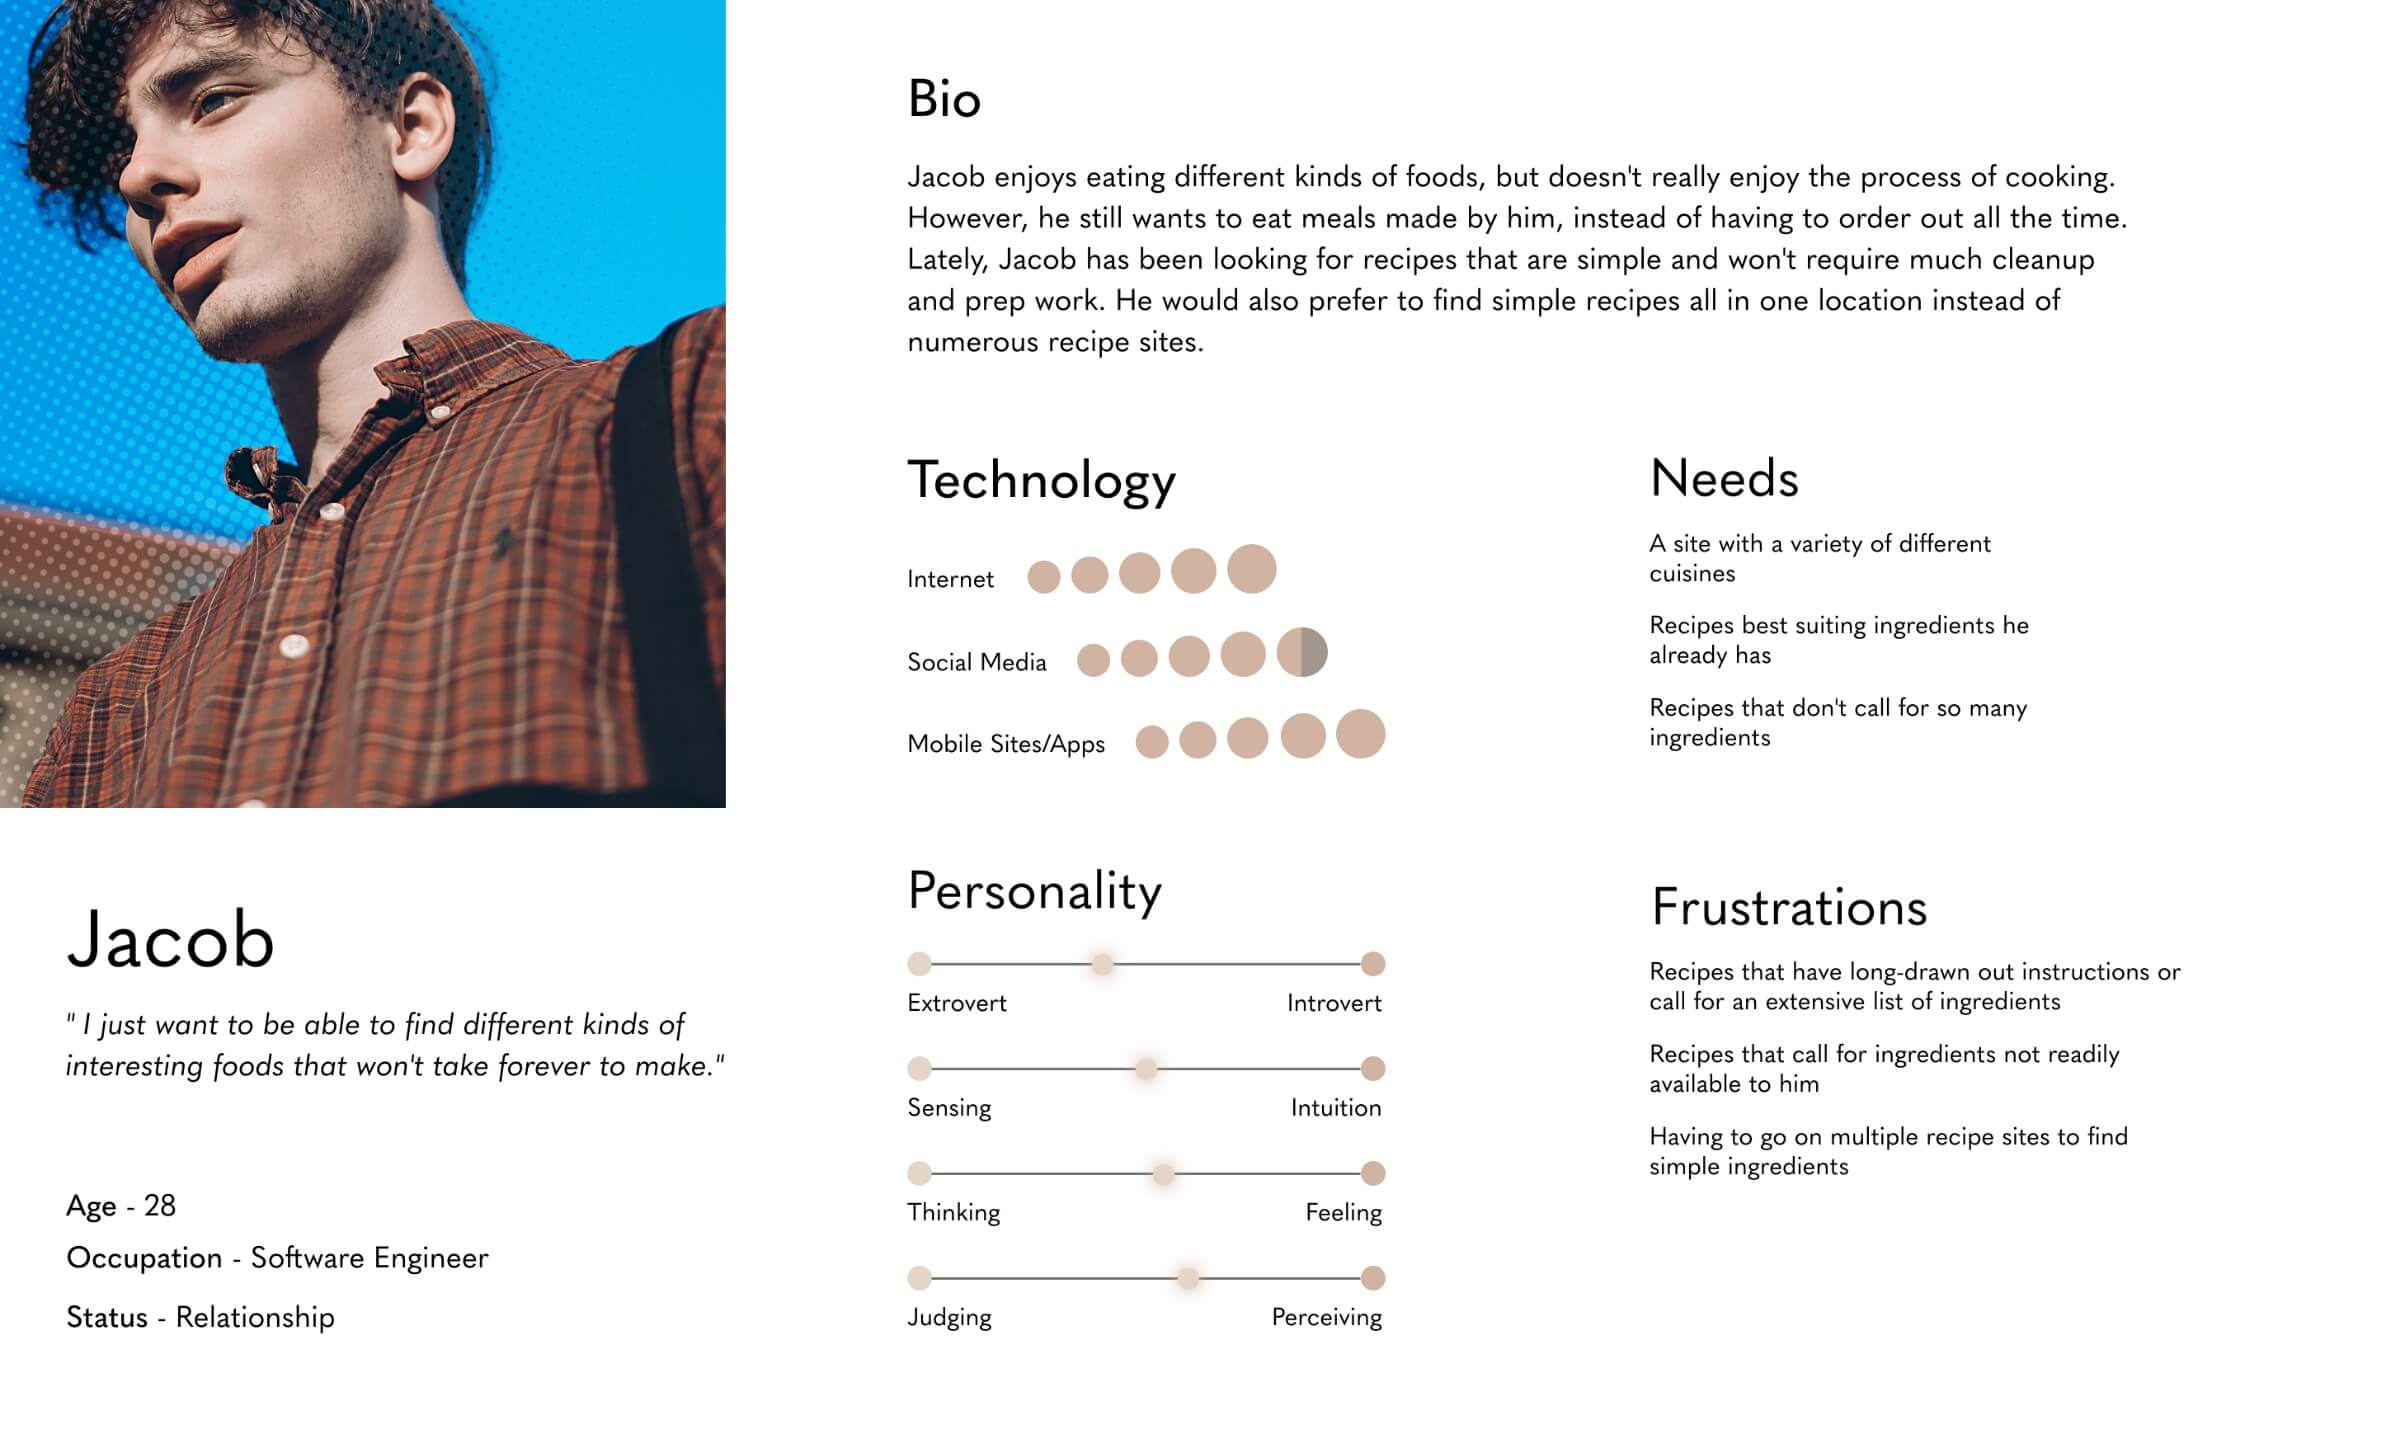 Bio
Jacob enjoys eating different kinds of foods, but doesn't really enjoy the process of cooking.
However, he still wants to eat meals made by him, instead of having to order out all the time.
Lately, Jacob has been looking for recipes that are simple and won't require much cleanup
and prep work. He would also prefer to find simple recipes all in one location instead of
numerous recipe sites.
Technology
Internet
Social Media
Mobile Sites/Apps
Needs
A site with a variety of different
cuisines
Recipes best suiting ingredients he
already has
Recipes that don't call for so many
ingredients
Jacob
" I just want to be able to find different kinds of
interesting foods that won't take forever to make."
Age - 28
Occupation - Software Engineer
Status - Relationship
Personality
Extrovert
Introvert
Sensing
Intuition
Thinking
Feeling
Judging
Perceiving
Frustrations
Recipes that have long-drawn out instructions or
call for an extensive list of ingredients
Recipes that call for ingredients not readily
available to him
Having to go on multiple recipe sites to find
simple ingredients